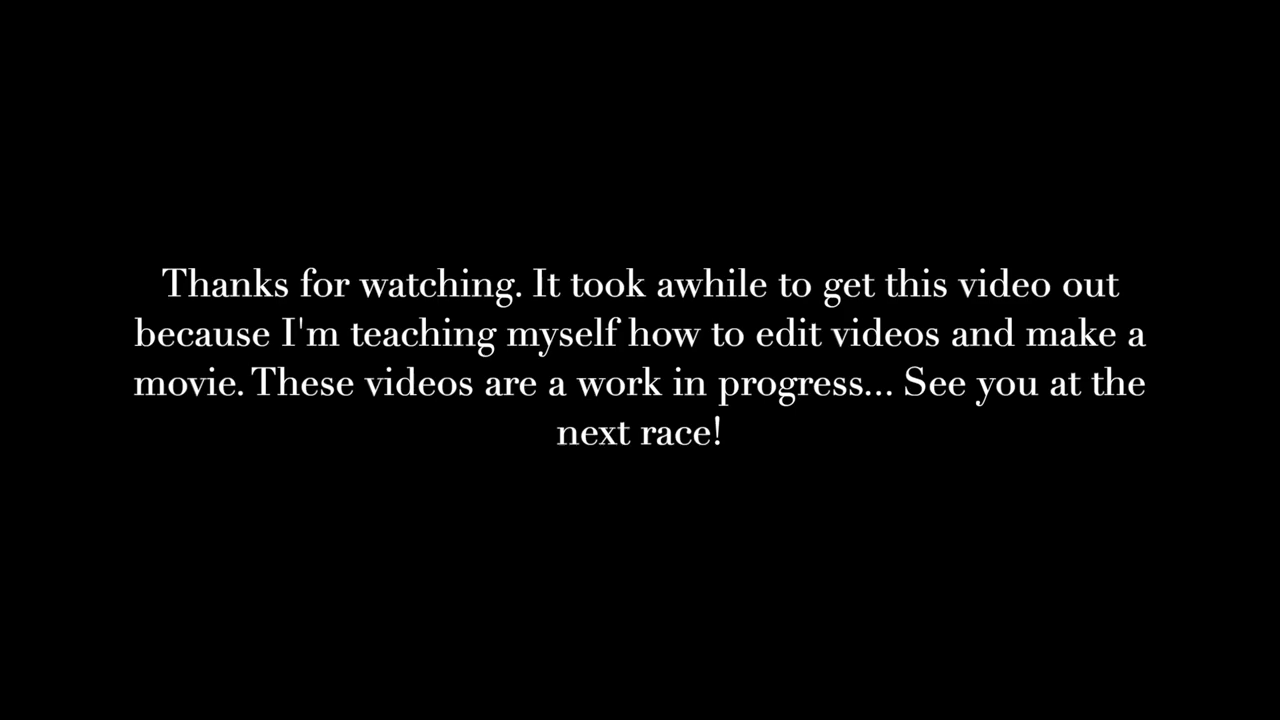 Thanks for watching. It took awhile to get this video out
because I'm teaching myself how to edit videos and make a
movie. These videos are a work in progress... See you at the
next race!